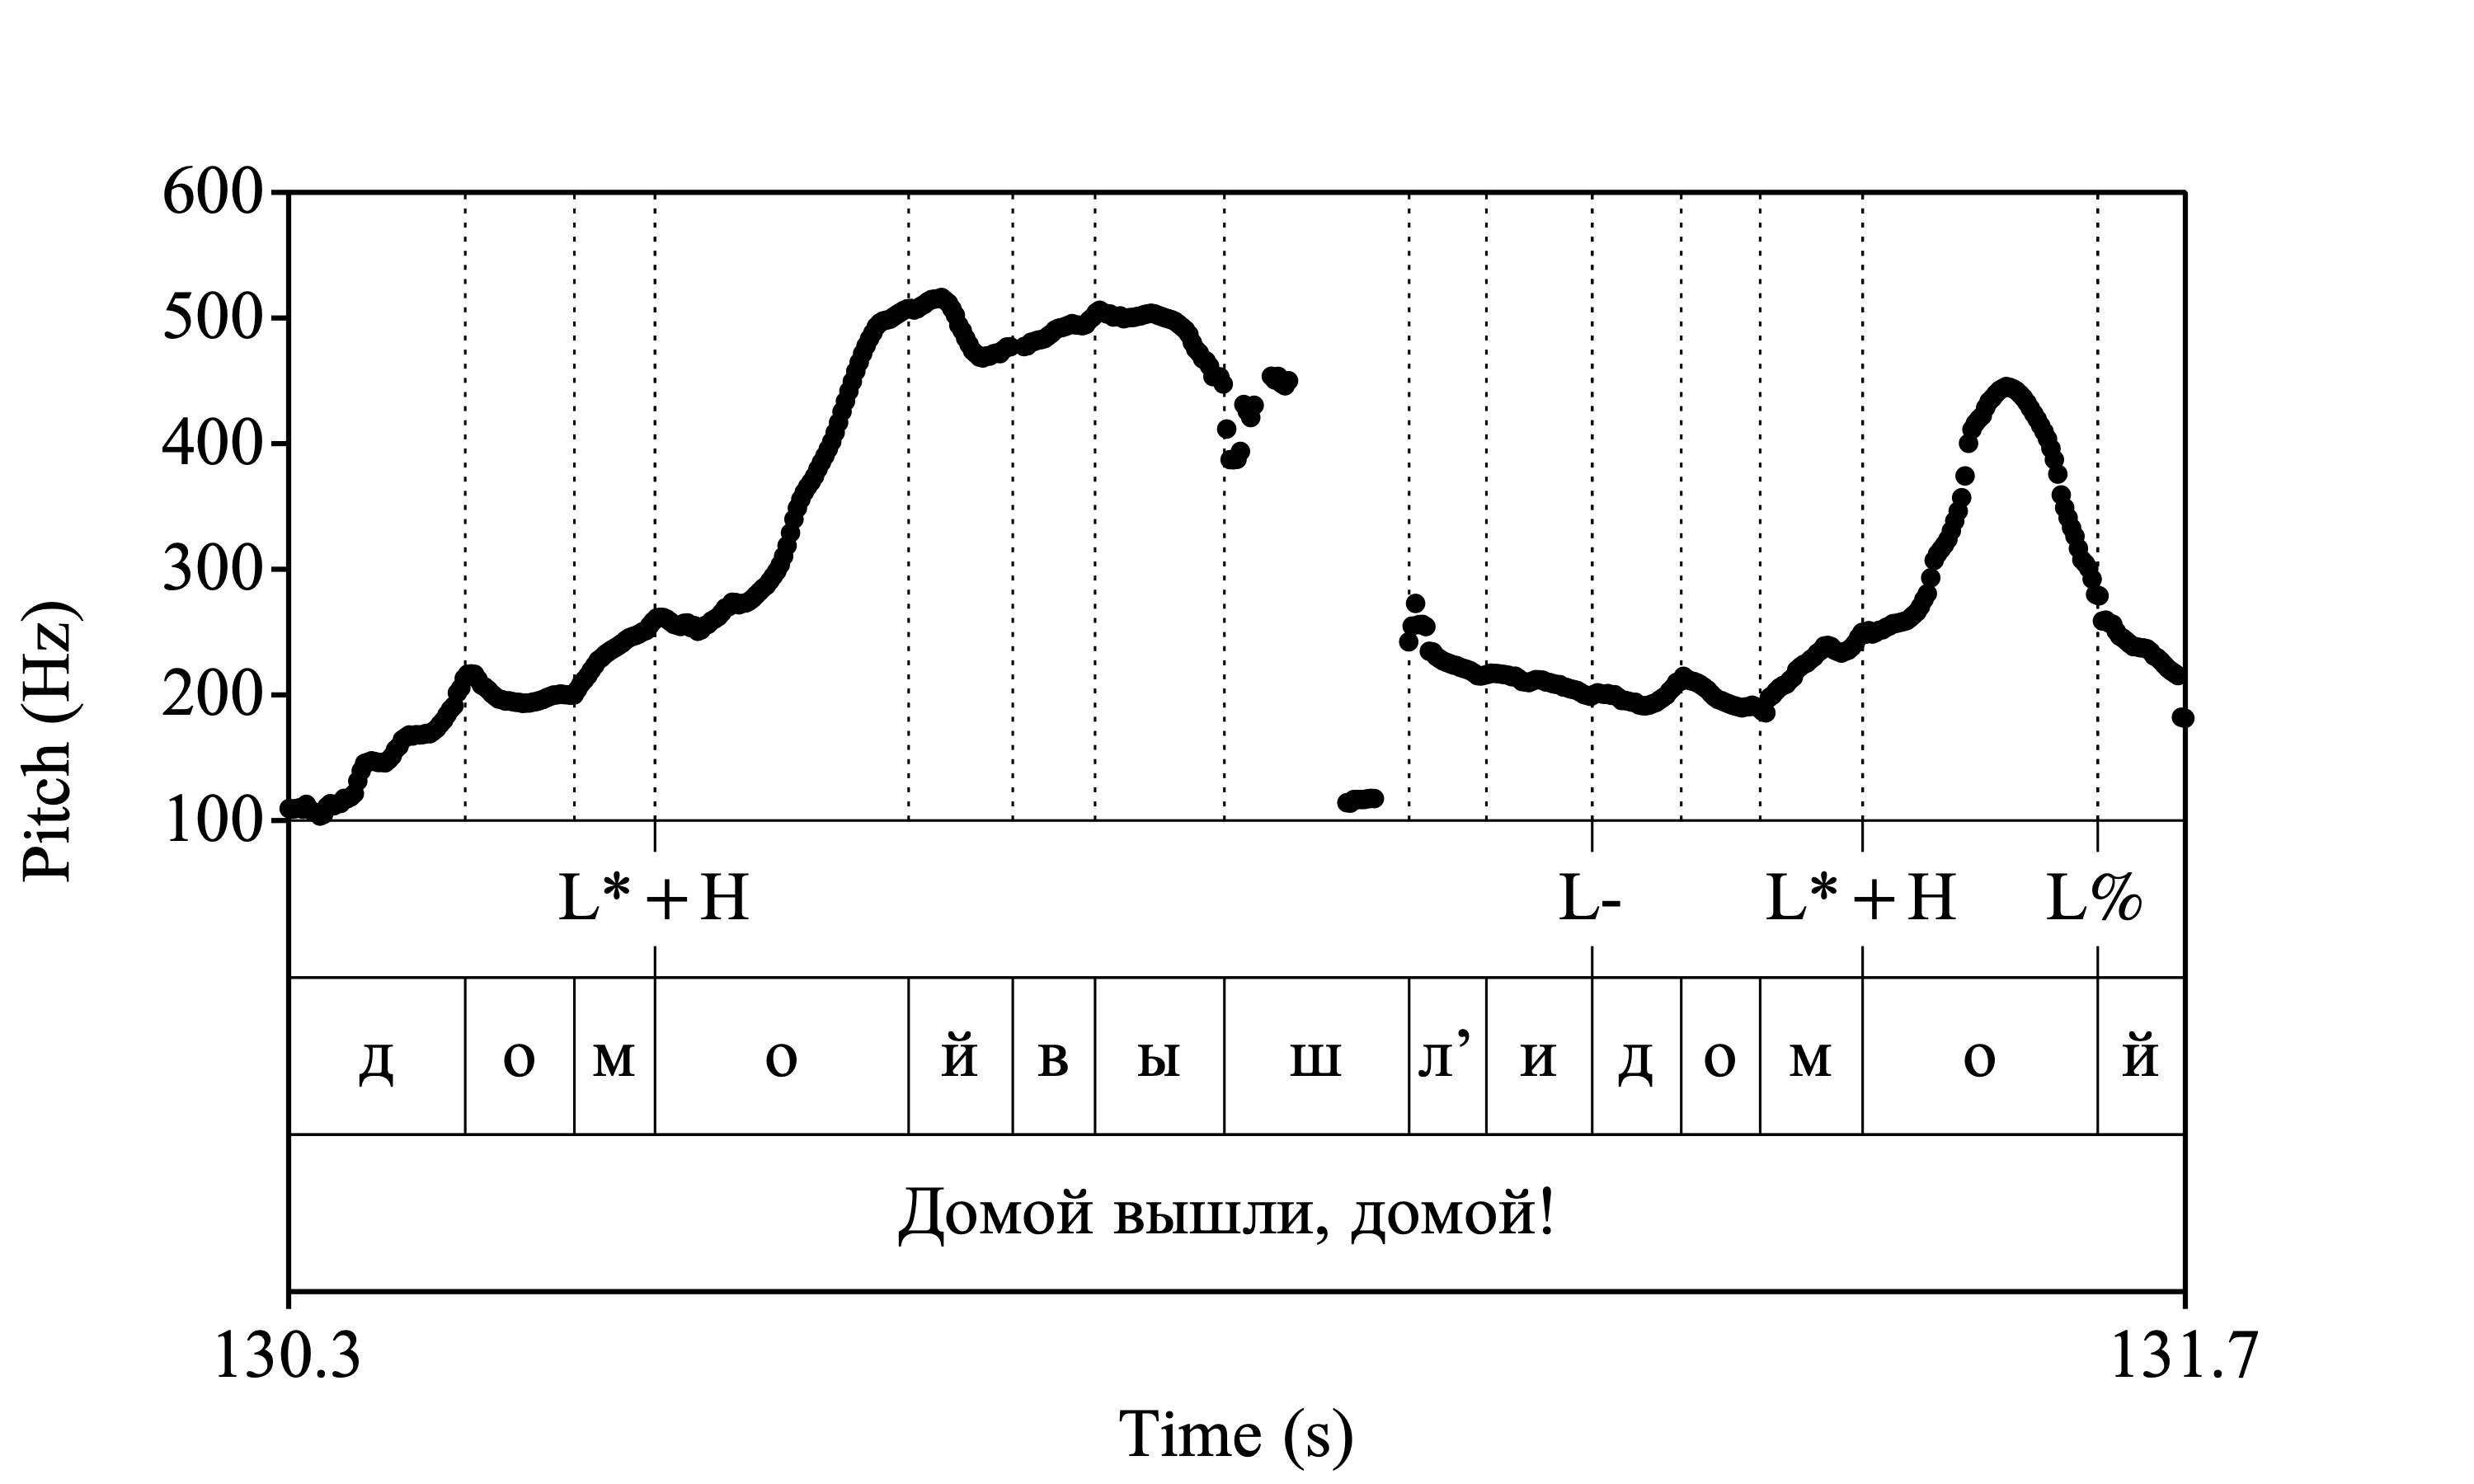 600
500
400
300
200
100
Pitch (Hz)
L*+H L- L*+H L%
д о м о й в ы ш л’ и д о м о й
Домой вышли, домой!
130.3 131.7
Time (s)